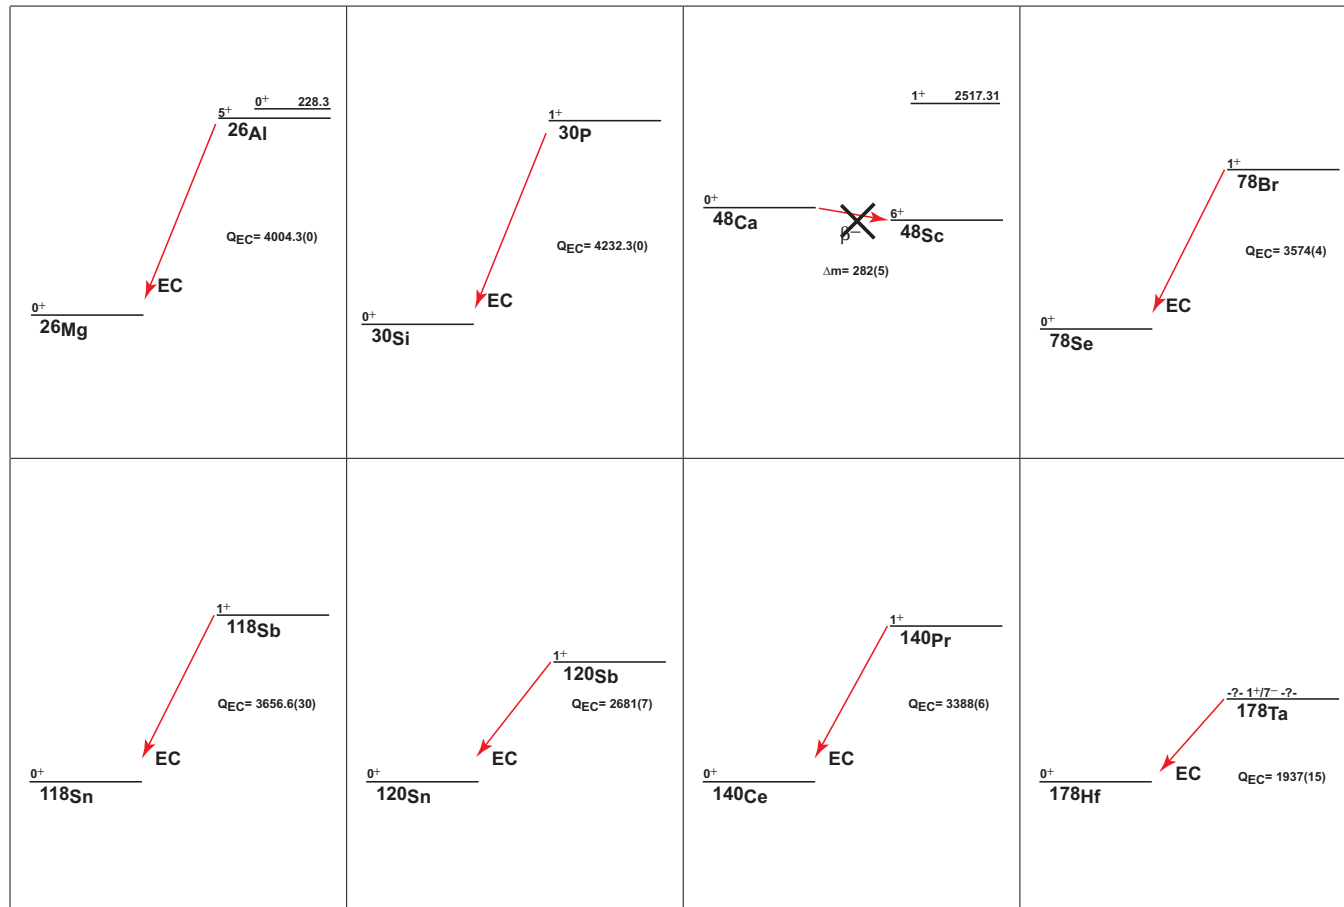 0+ 228.3
5+
26Al
QEC= 4004.3(0)
EC
0+
26Mg
1+
30P
QEC= 4232.3(0)
EC
0+
30Si
1+ 2517.31
0+
48Ca
6+
48Sc
β−
Δm= 282(5)
1+
78Br
QEC= 3574(4)
EC
0+
78Se
1+
118Sb
QEC= 3656.6(30)
EC
0+
118Sn
1+
120Sb
QEC= 2681(7)
EC
0+
120Sn
1+
140Pr
QEC= 3388(6)
EC
0+
140Ce
-?- 1+/7− -?-
178Ta
EC
QEC= 1937(15)
0+
178Hf